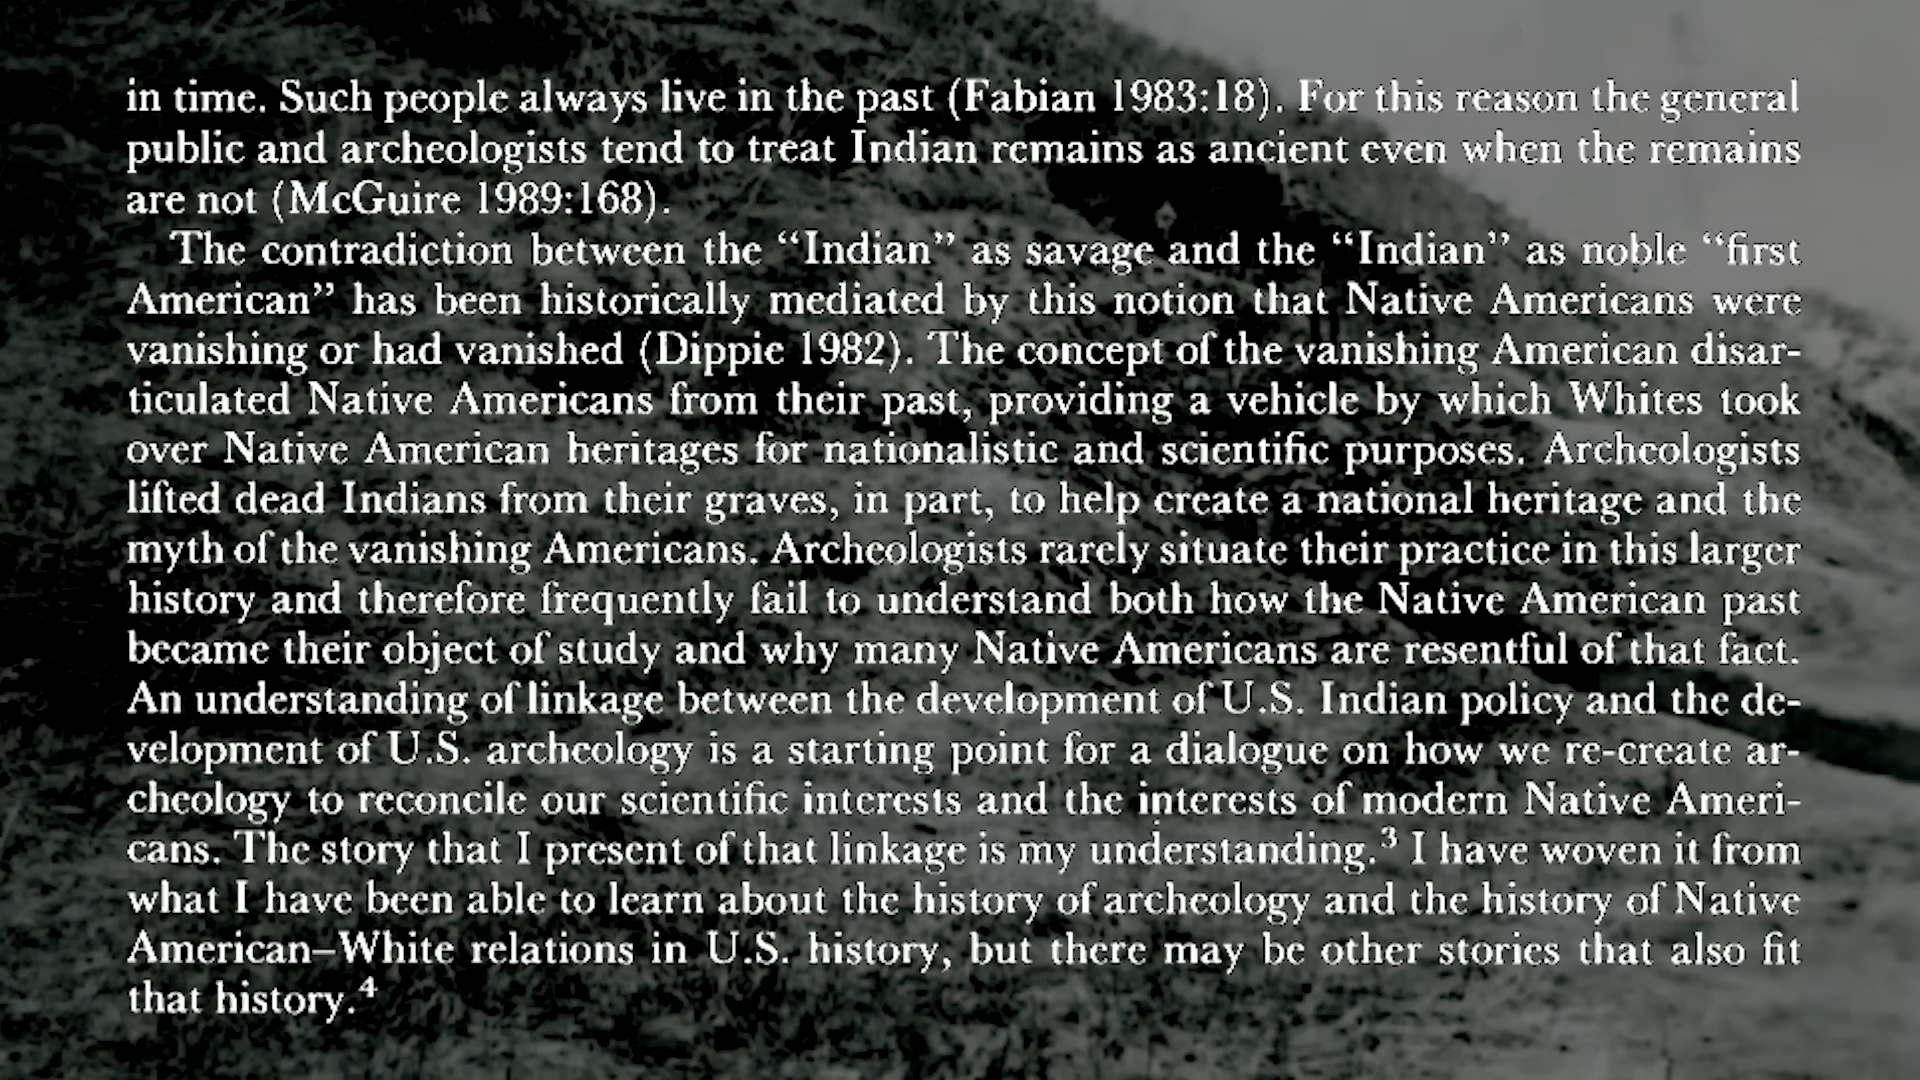 in time. Such people always live in the past (Fabian 1983:18). For this reason the general
public and archeologists tend to treat Indian remains as ancient even when the remains
are not (McGuire 1989:168).
The contradiction between the “Indian” as savage and the “Indian” as noble “first
American” has been historically mediated by this notion that Native Americans were
vanishing or had vanished (Dippie 1982). The concept of the vanishing American disar-
ticulated Native Americans from their past, providing a vehicle by which Whites took
over Native American heritages for nationalistic and scientific purposes. Archeologists
lifted dead Indians from their graves, in part, to help create a national heritage and the
myth of the vanishing Americans. Archeologists rarely situate their practice in this larger
history and therefore frequently fail to understand both how the Native American past
became their object of study and why many Native Americans are resentful of that fact.
An understanding of linkage between the development of U.S. Indian policy and the de-
velopment of U.S. archeology is a starting point for a dialogue on how we re-create ar-
cheology to reconcile our scientific interests and the interests of modern Native Ameri-
cans. The story that I present of that linkage is my understanding.³ I have woven it from
what I have been able to learn about the history of archeology and the history of Native
American–White relations in U.S. history, but there may be other stories that also fit
that history.⁴